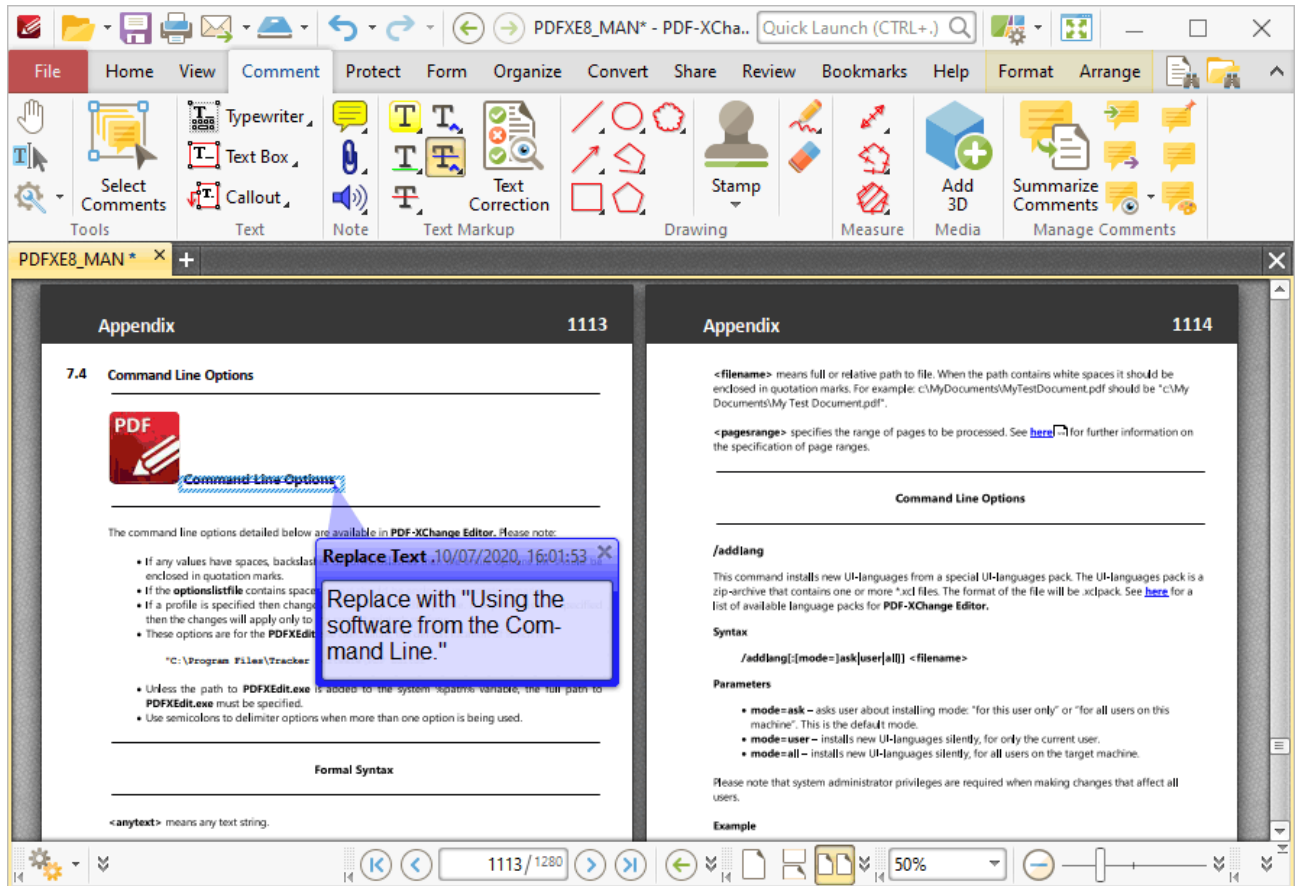 PDFXE8_MAN* - PDF-XCha.. Quick Launch (CTRL+.)
File Home View Comment Protect Form Organize Convert Share Review Bookmarks Help Format Arrange
Typewriter
Text Box
Callout
Select
Comments
Text
Correction
Stamp
Add
3D
Summarize
Comments
Tools Text Note Text Markup Drawing Measure Media Manage Comments
PDFXE8_MAN *
Appendix 1113
7.4 Command Line Options
PDF
Command Line Options
The command line options detailed below are available in PDF-XChange Editor. Please note:
• If any values have spaces, backslash
enclosed in quotation marks.
• If the optionslistfile contains space
• If a profile is specified then change
then the changes will apply only to
• These options are for the PDFXEdit
"C:\Program Files\Tracker
Replace Text .10/07/2020, 16:01:53
Replace with "Using the
software from the Com-
mand Line."
• Unless the path to PDFXEdit.exe is added to the system %path% variable, the full path to
PDFXEdit.exe must be specified.
• Use semicolons to delimiter options when more than one option is being used.
Formal Syntax
<anytext> means any text string.
Appendix 1114
<filename> means full or relative path to file. When the path contains white spaces it should be
enclosed in quotation marks. For example: c\MyDocuments\MyTestDocument.pdf should be "c\My
Documents\My Test Document.pdf".
<pagesrange> specifies the range of pages to be processed. See here for further information on
the specification of page ranges.
Command Line Options
/addlang
This command installs new UI-languages from a special UI-languages pack. The UI-languages pack is a
zip-archive that contains one or more *.xcl files. The format of the file will be .xclpack. See here for a
list of available language packs for PDF-XChange Editor.
Syntax
/addlang[:[mode=]ask|user|all]] <filename>
Parameters
• mode=ask – asks user about installing mode: "for this user only" or "for all users on this
machine". This is the default mode.
• mode=user – installs new UI-languages silently, for only the current user.
• mode=all – installs new UI-languages silently, for all users on the target machine.
Please note that system administrator privileges are required when making changes that affect all
users.
Example
1113 / 1280 50%